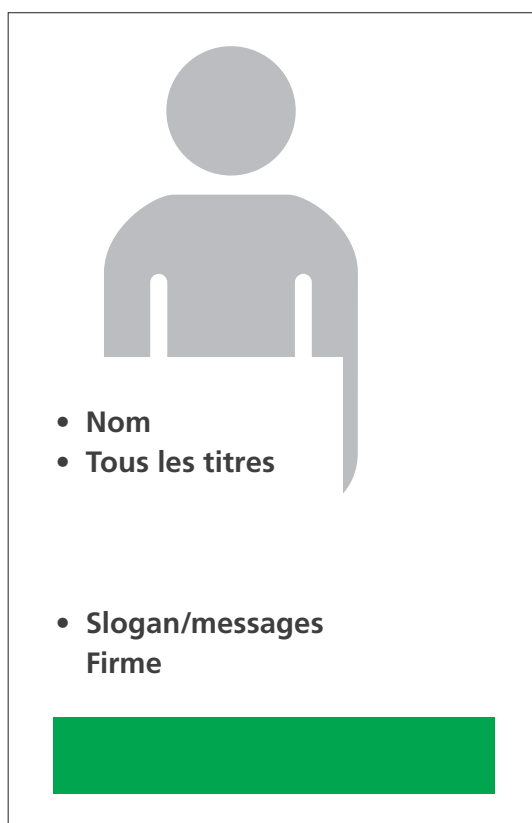 • Nom
• Tous les titres
• Slogan/messages
Firme